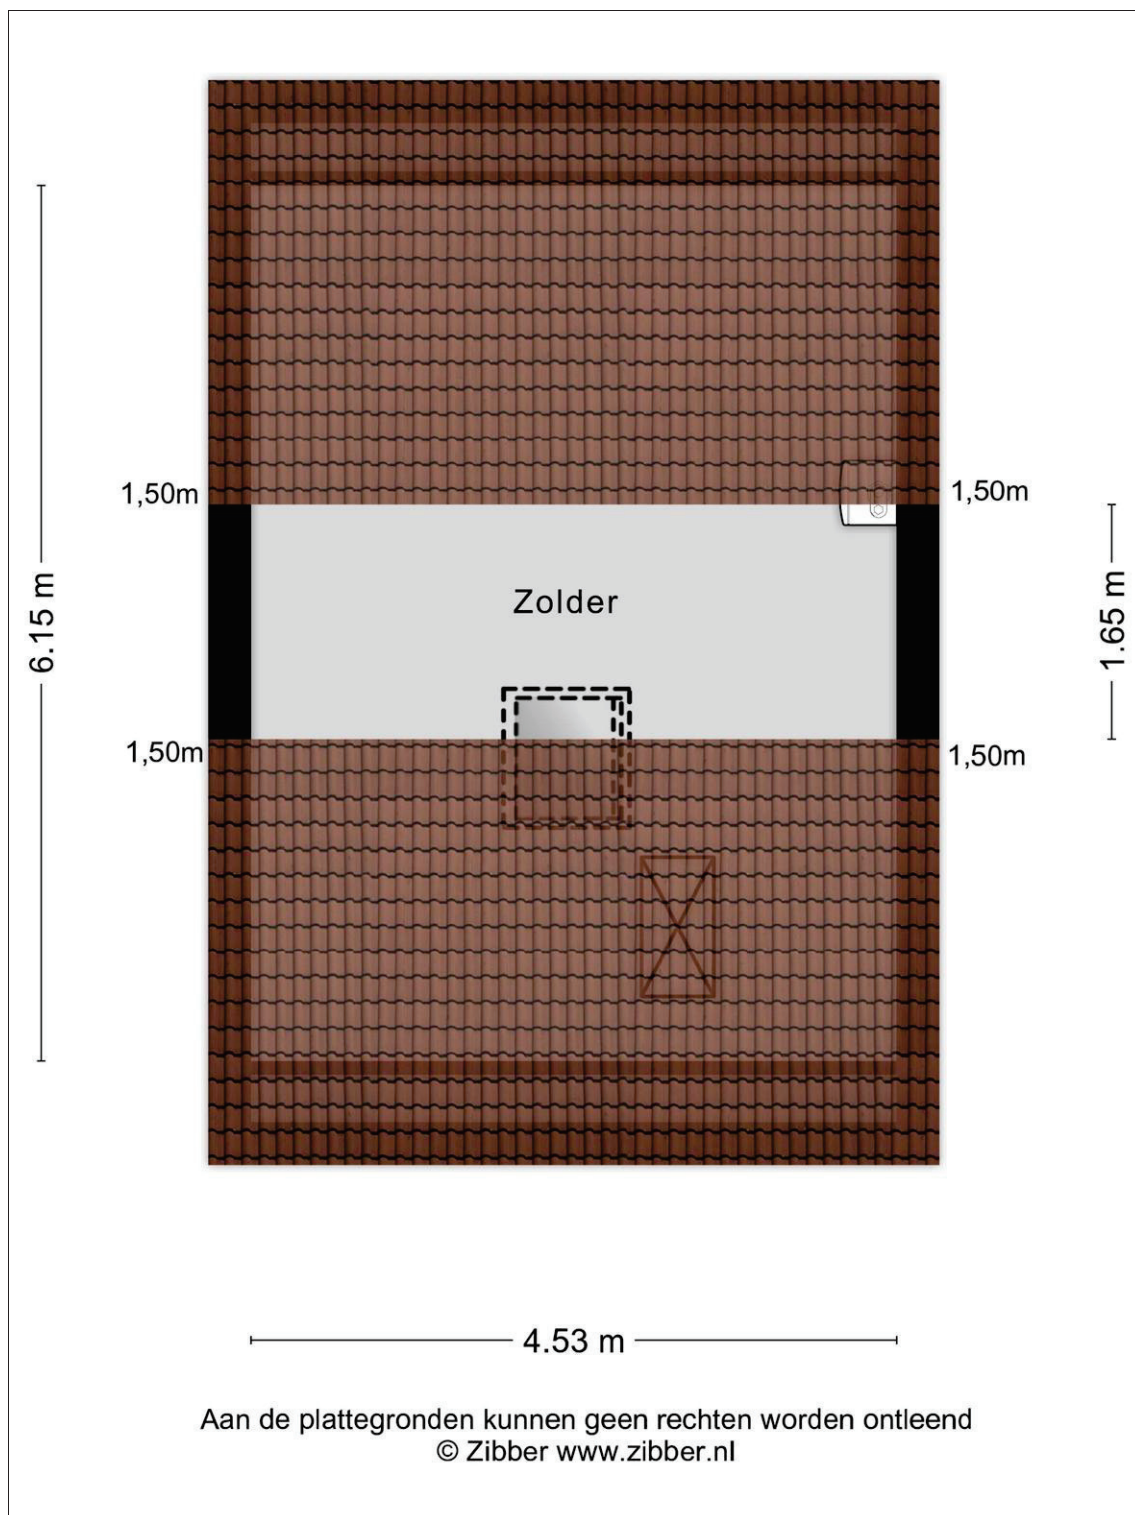 1,50m
1,50m
6.15 m
Zolder
1.65 m
1,50m
1,50m
4.53 m
Aan de plattegronden kunnen geen rechten worden ontleend
© Zibber www.zibber.nl